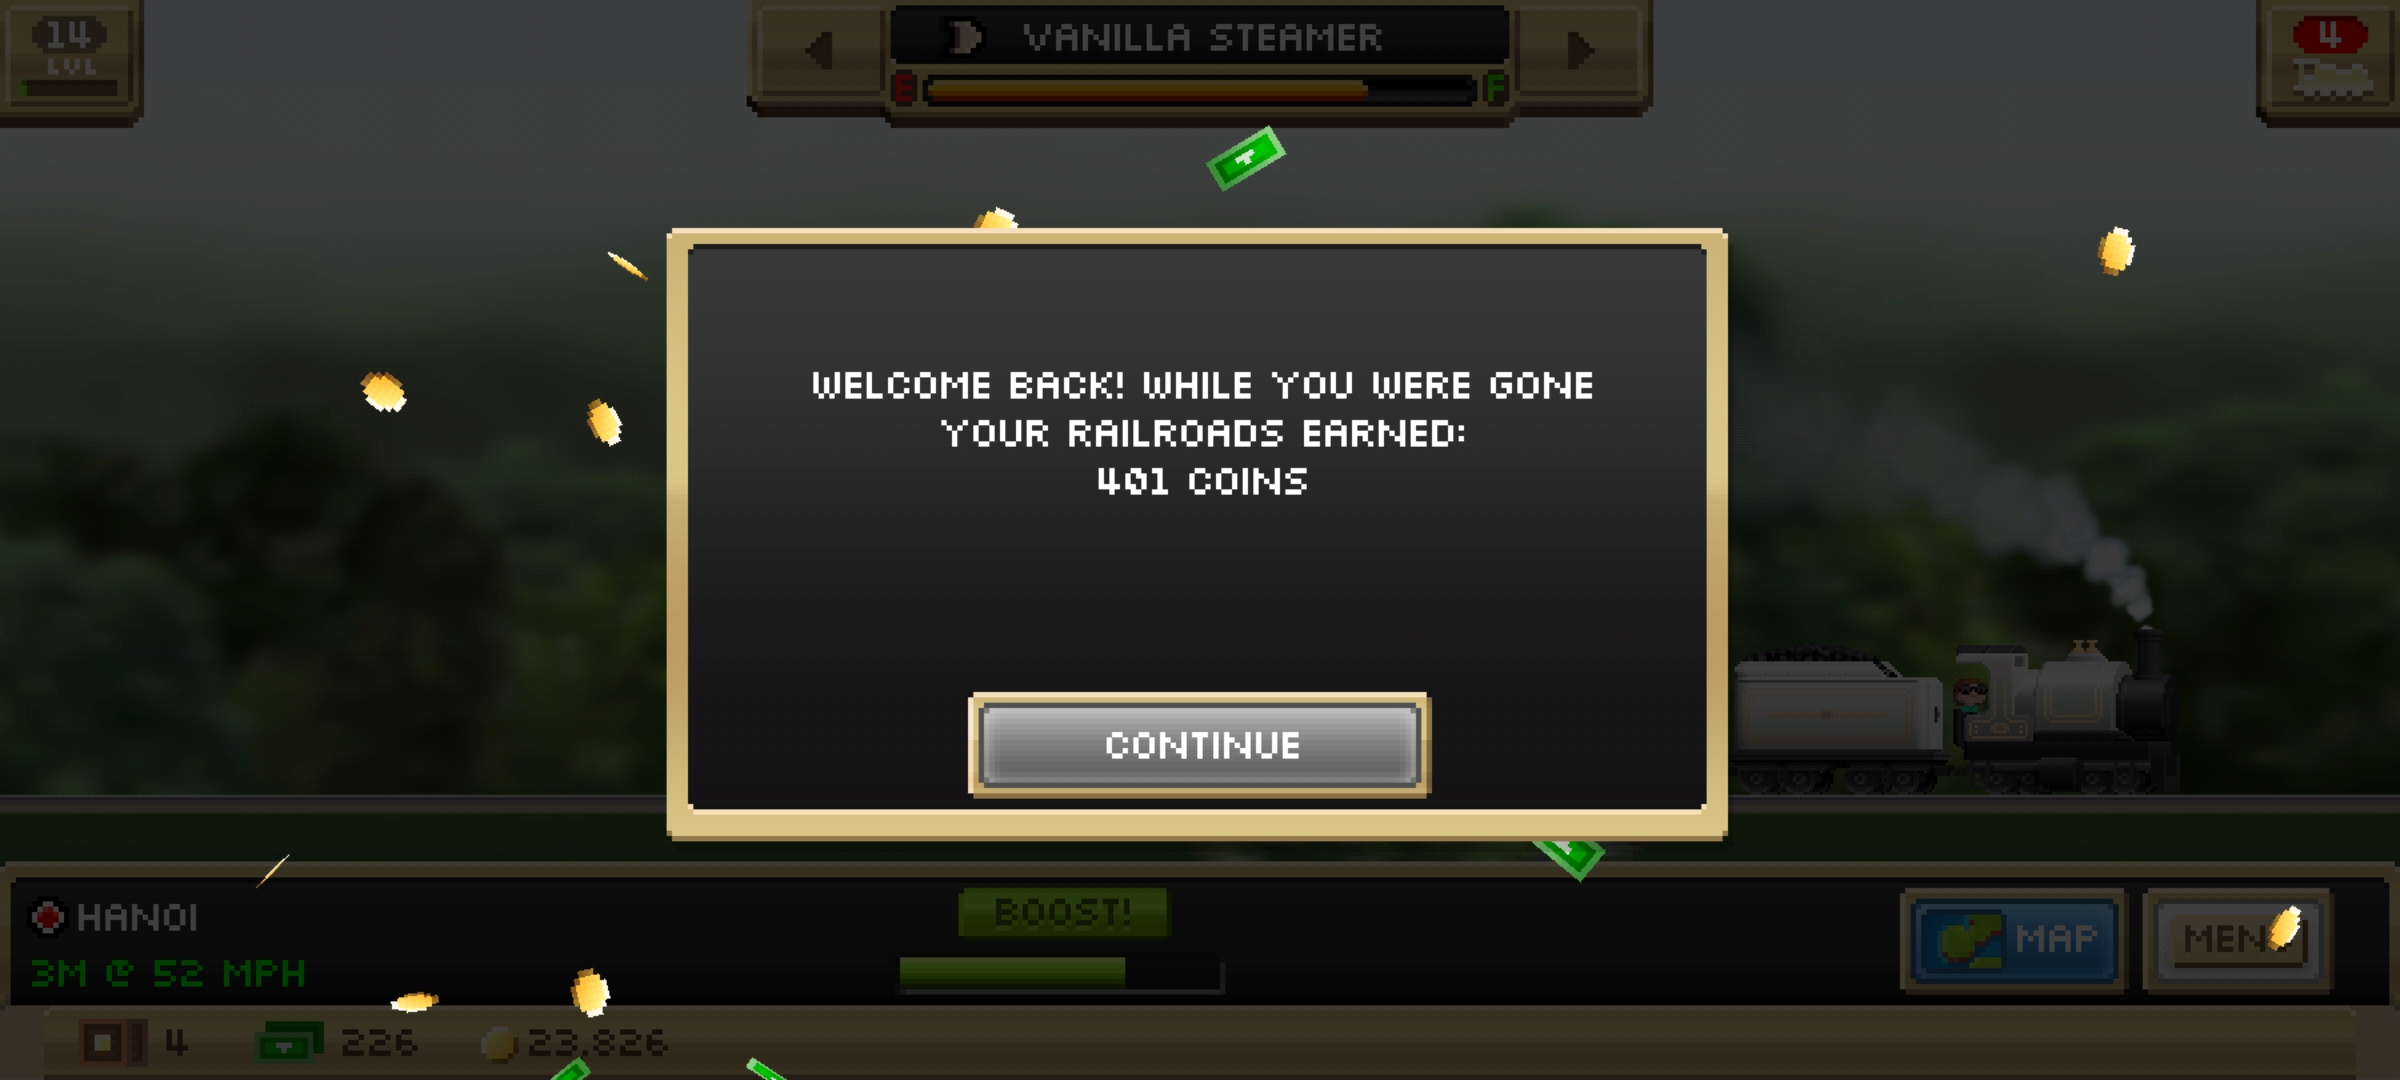 14
LVL
VANILLA STEAMER
E F
4
WELCOME BACK! WHILE YOU WERE GONE
YOUR RAILROADS EARNED:
401 COINS
CONTINUE
HANOI
3M @ 52 MPH
BOOST!
MAP
4 226 23,826